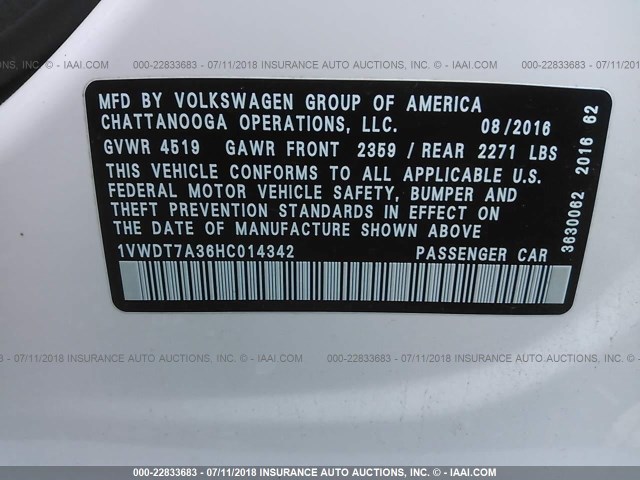 000-22833683 - 07/11/2018 INSURANCE AUTO AUCTIONS, INC. - © IAAI.COM
MFD BY VOLKSWAGEN GROUP OF AMERICA
CHATTANOOGA OPERATIONS, LLC. 08/2016
GVWR 4519 GAWR FRONT 2359 / REAR 2271 LBS
THIS VEHICLE CONFORMS TO ALL APPLICABLE U.S.
FEDERAL MOTOR VEHICLE SAFETY, BUMPER AND
THEFT PREVENTION STANDARDS IN EFFECT ON
THE DATE OF MANUFACTURE SHOWN ABOVE
1VWDT7A36HC014342 PASSENGER CAR
3630062 2016 62
000-22833683 - 07/11/2018 INSURANCE AUTO AUCTIONS, INC. - © IAAI.COM
000-22833683 - 07/11/2018 INSURANCE AUTO AUCTIONS, INC. - © IAAI.COM